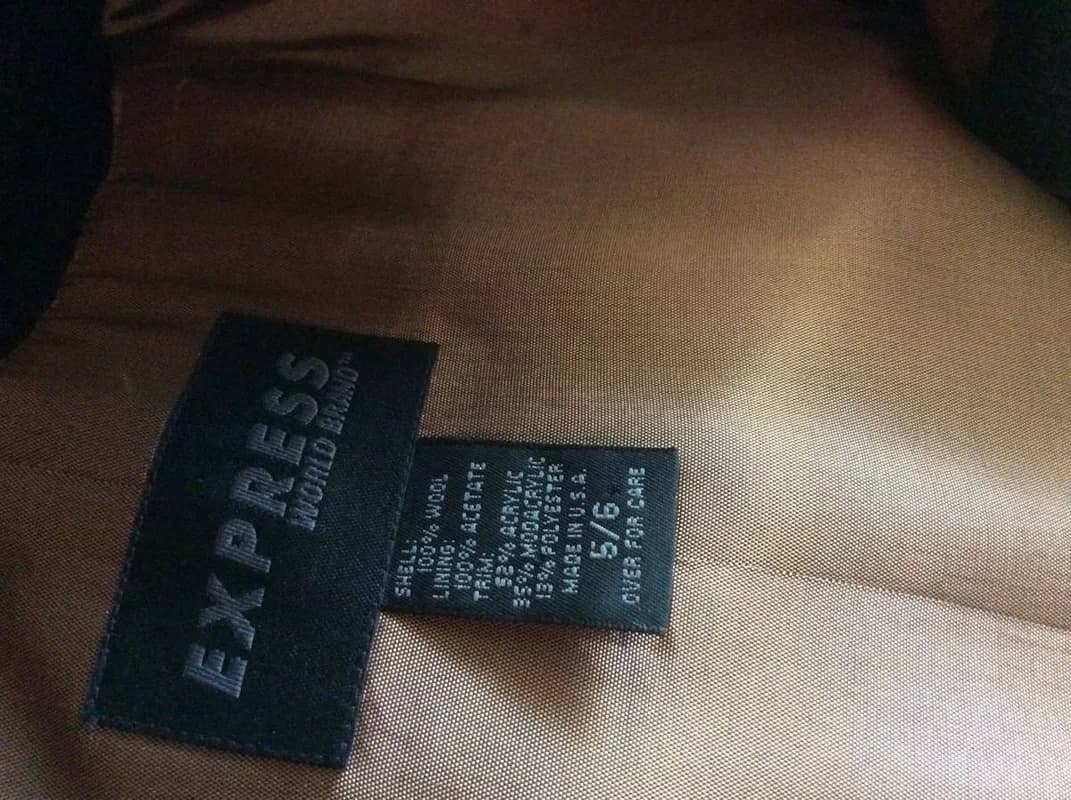 EXPRESS
WORLD BRAND™
SHELL:
100% WOOL
LINING:
100% ACETATE
TRIM:
52% ACRYLIC
35% MODACRYLIC
13% POLYESTER
MADE IN U.S.A.
5/6
OVER FOR CARE